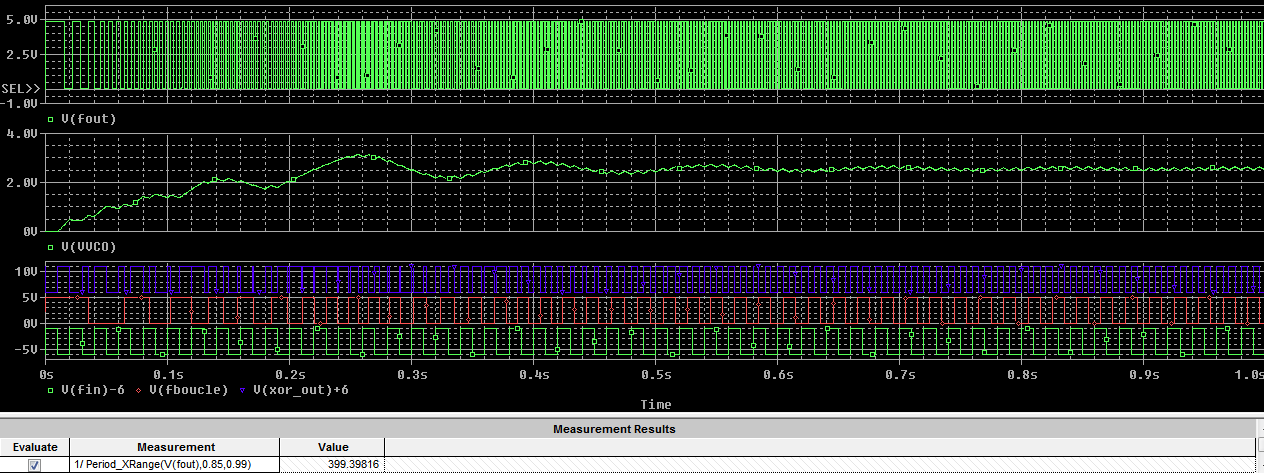 5.0V
2.5V
SEL>>
-1.0V
V(fout)
4.0V
2.0V
0V
V(VVCO)
10V
5V
0V
-5V
0s 0.1s 0.2s 0.3s 0.4s 0.5s 0.6s 0.7s 0.8s 0.9s 1.0s
V(fin)-6 V(fboucle) V(xor_out)+6
Time
Measurement Results
Evaluate Measurement Value
1/ Period_XRange(V(fout),0.85,0.99) 399.39816